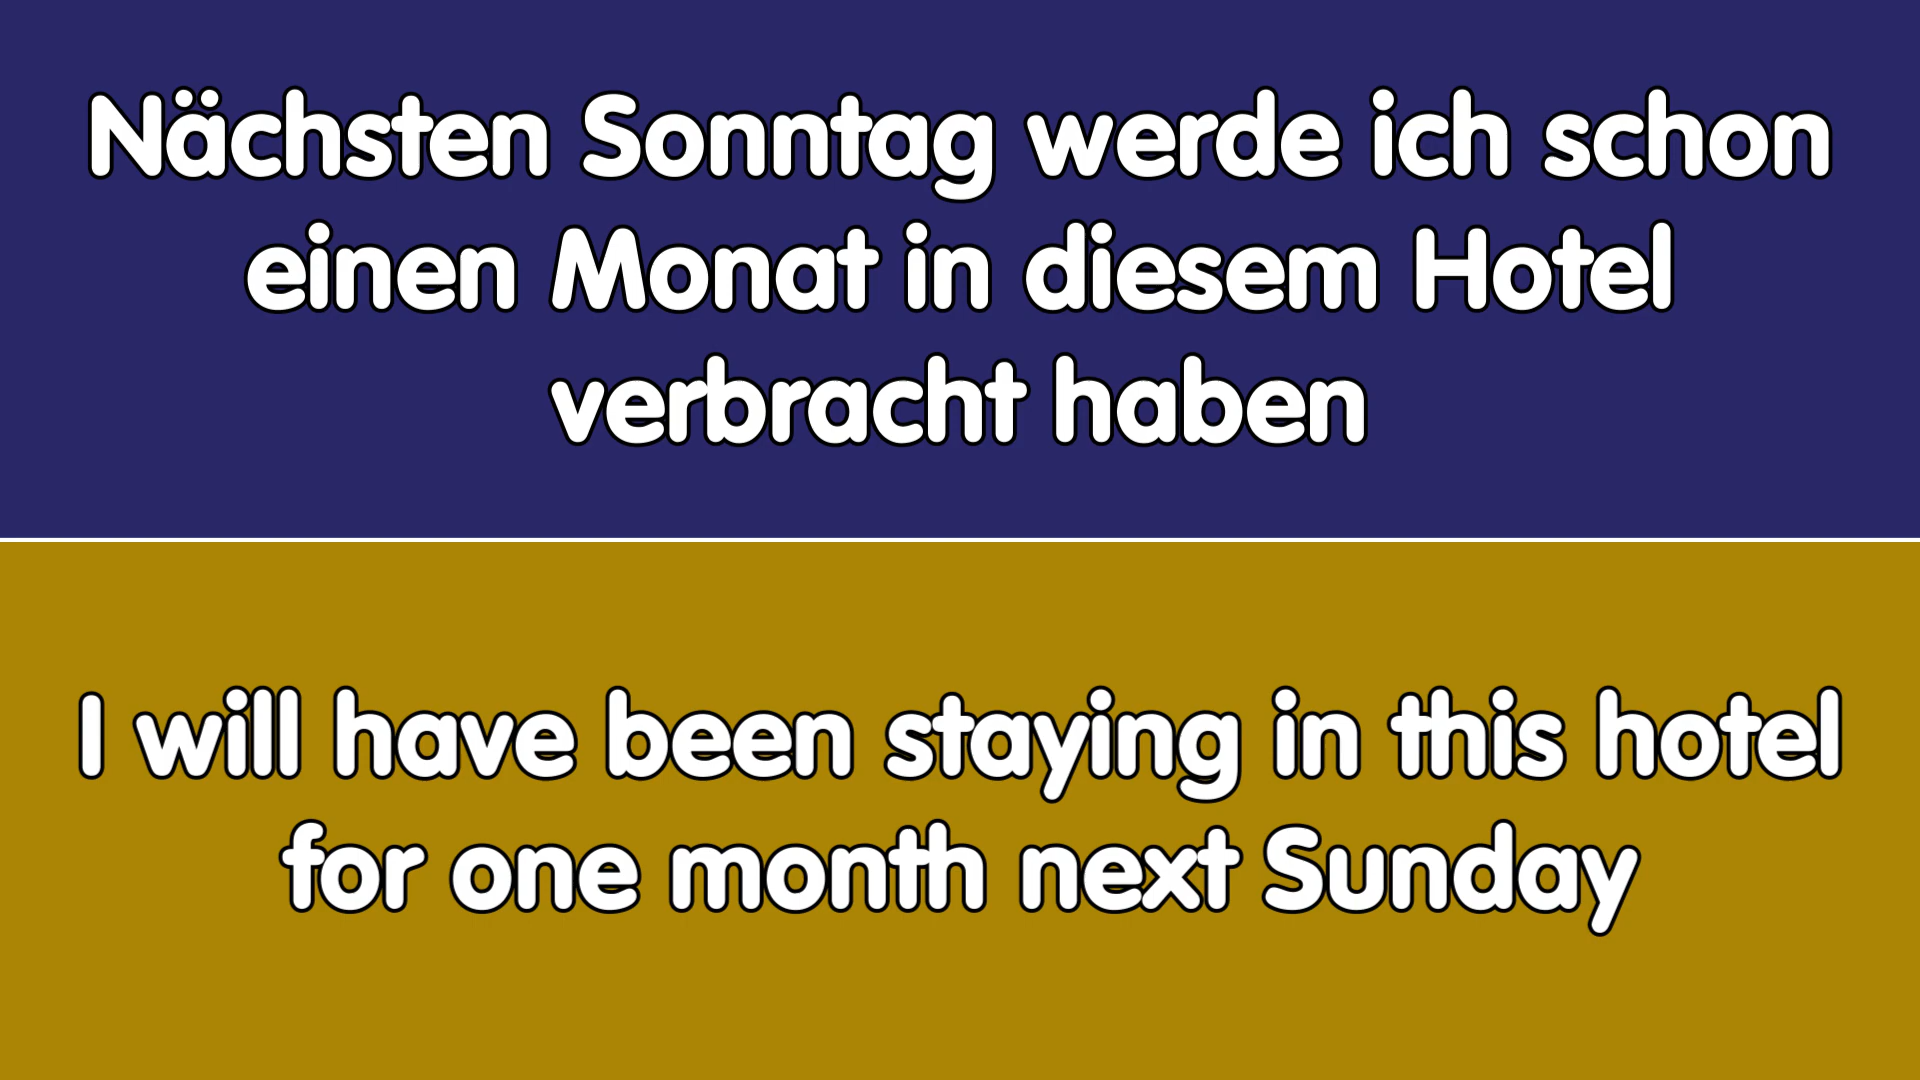 Nächsten Sonntag werde ich schon
einen Monat in diesem Hotel
verbracht haben
I will have been staying in this hotel
for one month next Sunday